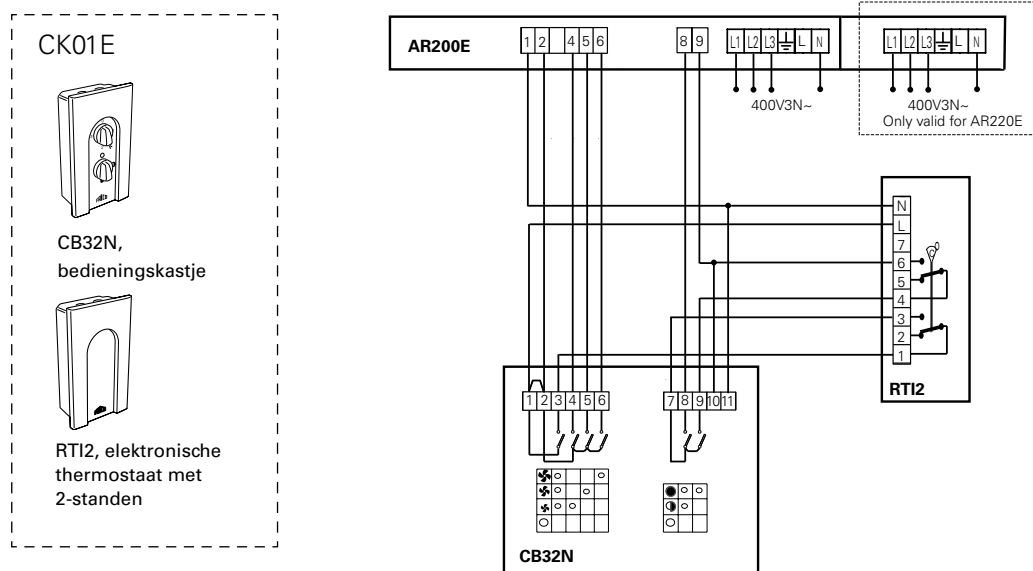 CK01E
CB32N,
bedieningskastje
RTI2, elektronische
thermostaat met
2-standen
AR200E
1 2 4 5 6
8 9
L1 L2 L3 L N
L1 L2 L3 L N
400V3N~
400V3N~
Only valid for AR220E
N
L
7
6
5
4
3
2
1
RTI2
1 2 3 4 5 6
7 8 9 10 11
CB32N